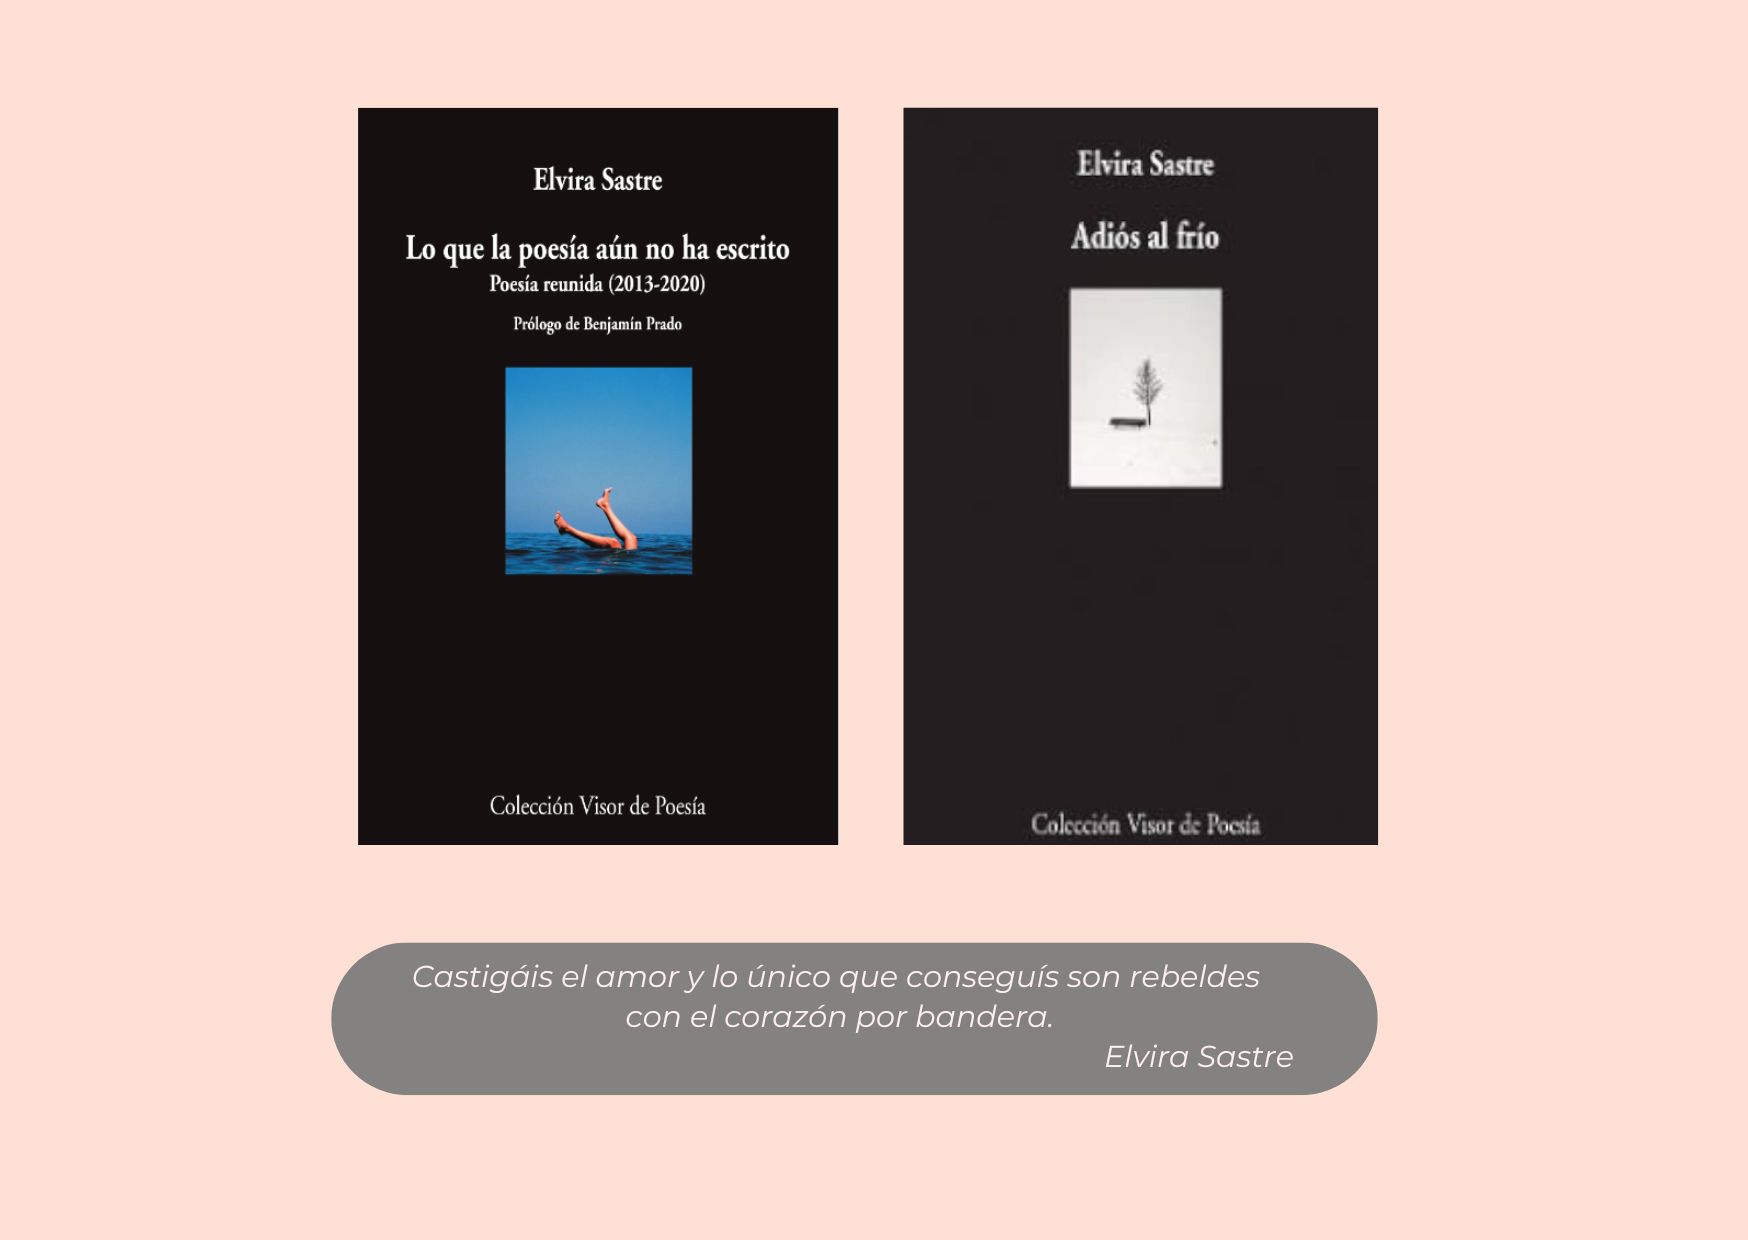 Elvira Sastre
Lo que la poesía aún no ha escrito
Poesía reunida (2013-2020)
Prólogo de Benjamín Prado
Colección Visor de Poesía
Elvira Sastre
Adiós al frío
Colección Visor de Poesía
Castigáis el amor y lo único que conseguís son rebeldes
con el corazón por bandera.
Elvira Sastre